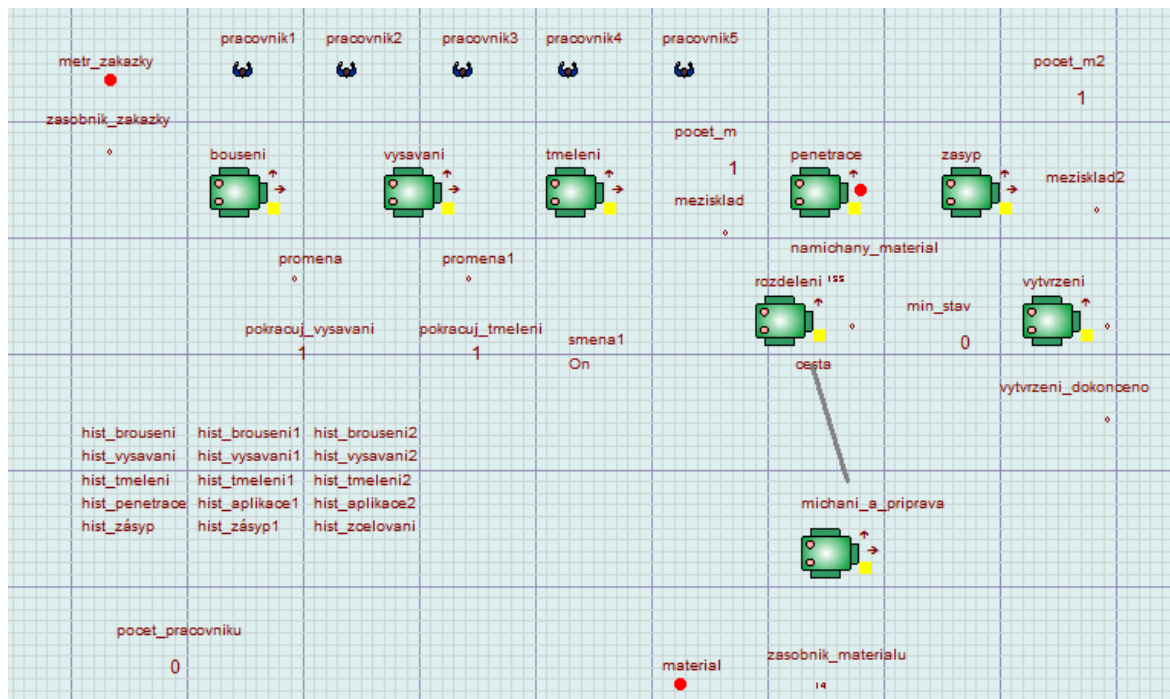 pracovnik1 pracovnik2 pracovnik3 pracovnik4 pracovnik5
metr_zakazky
pocet_m2
1
zasobnik_zakazky
pocet_m
1
bouseni vysavani tmeleni penetrace zasyp
mezisklad2
mezisklad
namichany_material
promena promena1
rozdeleni 155 vytvrzeni
min_stav
0
pokracuj_vysavani pokracuj_tmeleni
1 1
smena1
On
cesta
vytvrzeni_dokonceno
hist_brouseni hist_brouseni1 hist_brouseni2
hist_vysavani hist_vysavani1 hist_vysavani2
hist_tmeleni hist_tmeleni1 hist_tmeleni2
hist_penetrace hist_aplikace1 hist_aplikace2
hist_zásyp hist_zásyp1 hist_zcelovani
michani_a_priprava
pocet_pracovniku
0
material
zasobnik_materialu
14